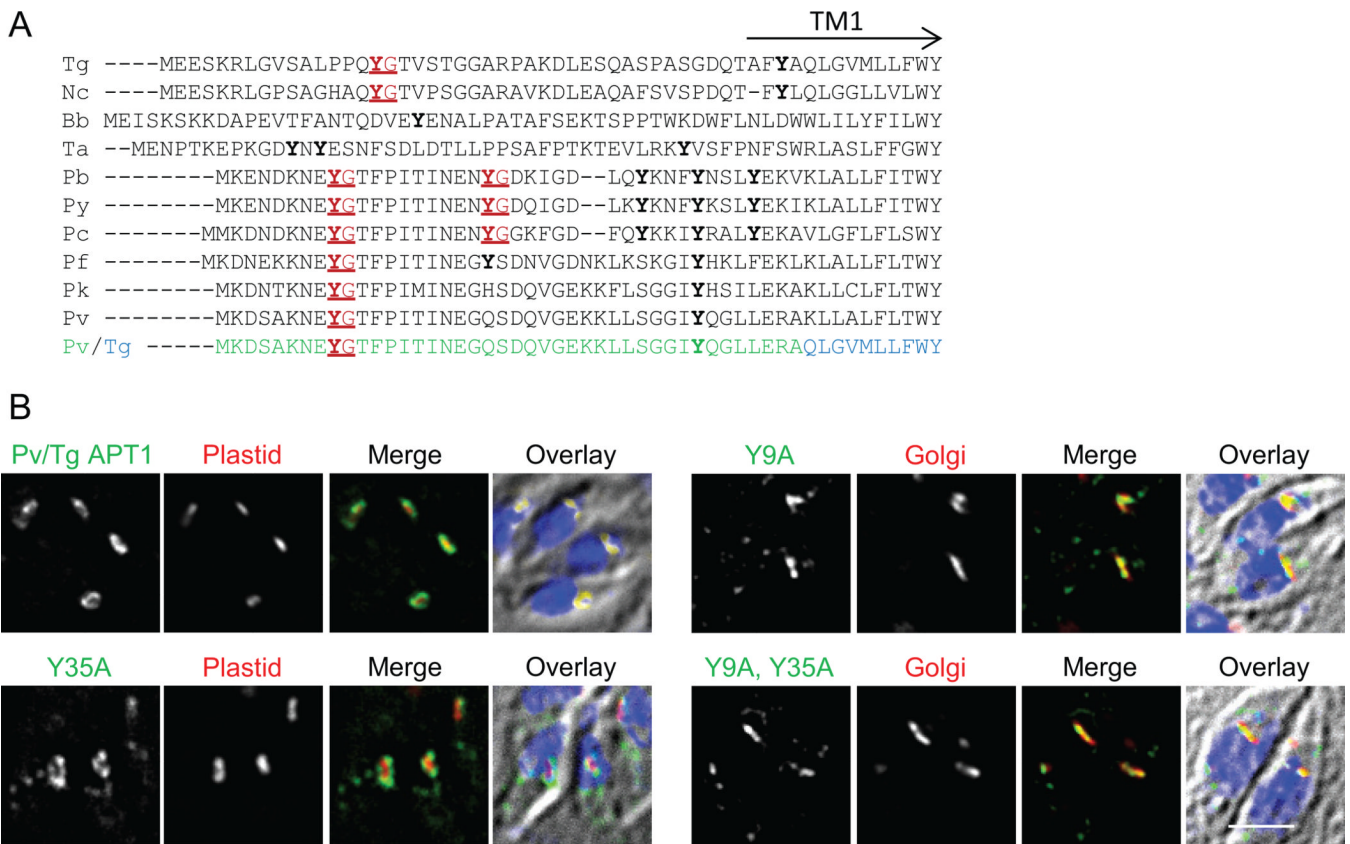 A
TM1
Tg ----MEESKRLGVSALPPQYGTVSTGGARPAKDLESQASPASGDQTAFYAQLGVMLLFWY
Nc ----MEESKRLGPSAGHAQYGTVPSGGARAVKDLEAQAFSVSPDQT-FYLQLGGLLVLWY
Bb MEISKSKKDAPEVTFANTQDVEYENALPATAFSEKTSPPTWKDWFLNLDWWLILYFILWY
Ta --MENPTKEPKGDYNYESNFSDLDTLLPPSAFPTKTEVLRKYVSFPNFSWRLASLFFGWY
Pb --------MKENDKNEYGTFPITINENYGDKIGD--LQYKNFYNSLYEKVKLALLFITWY
Py --------MKENDKNEYGTFPITINENYGDQIGD--LKYKNFYKSLYEKIKLALLFITWY
Pc -------MMKDNDKNEYGTFPITINENYGGKFGD--FQYKKIYRALYEKAVLGFLFLSWY
Pf -------MKDNEKKNEYGTFPITINEGYSDNVGDNKLKSKGIYHKLFEKLKLALLFLTWY
Pk --------MKDNTKNEYGTFPIMINEGHSDQVGEKKFLSGGIYHSILEKAKLLCLFLTWY
Pv --------MKDSAKNEYGTFPITINEGQSDQVGEKKLLSGGIYQGLLERAKLLALFLTWY
Pv/Tg -----MKDSAKNEYGTFPITINEGQSDQVGEKKLLSGGIYQGLLERAQLGVMLLFWY
B
Pv/Tg APT1 Plastid Merge Overlay Y9A Golgi Merge Overlay
Y35A Plastid Merge Overlay Y9A, Y35A Golgi Merge Overlay